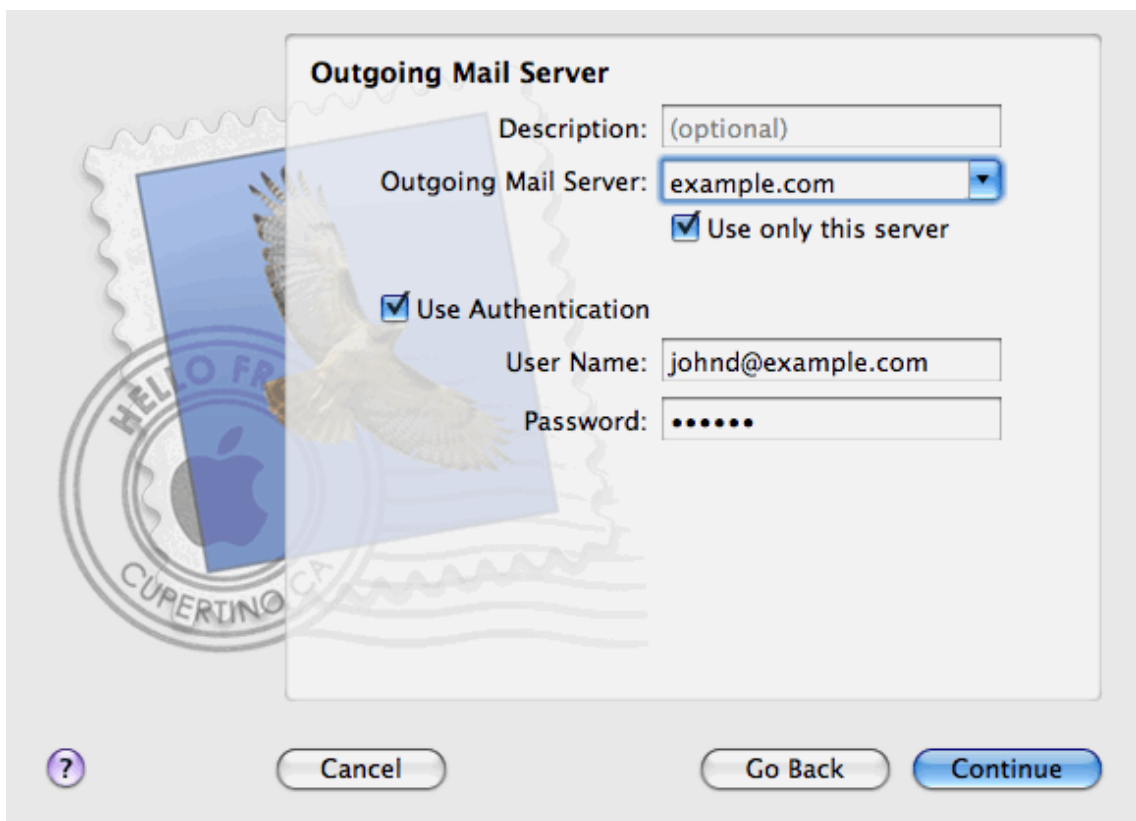 Outgoing Mail Server
Description: (optional)
Outgoing Mail Server: example.com
Use only this server
Use Authentication
User Name: johnd@example.com
Password: ••••••
HELLO FR
CUPERTINO CA
? Cancel Go Back Continue